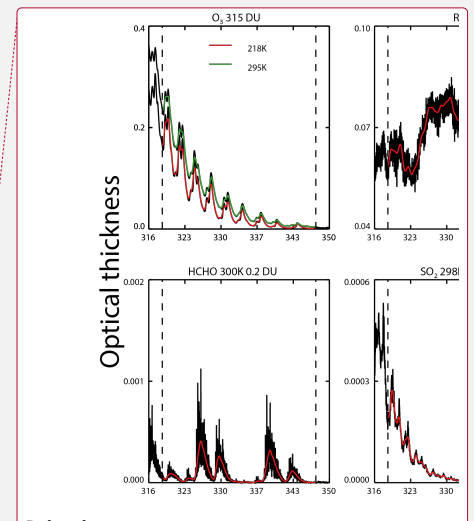 O3 315 DU
R
0.4
0.10
218K
295K
0.2
0.07
0.0
0.04
316 323 330 337 343 350
316 323 330
Optical thickness
HCHO 300K 0.2 DU
SO2 298
0.002
0.0006
0.001
0.0003
0.000
0.0000
316 323 330 337 343 350
316 323 330